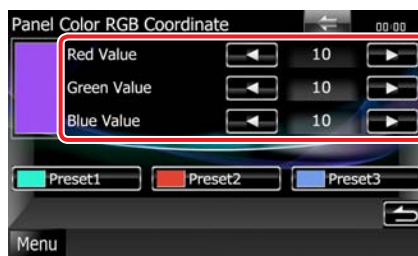 Panel Color RGB Coordinate 00:00
Red Value 10
Green Value 10
Blue Value 10
Preset1 Preset2 Preset3
Menu